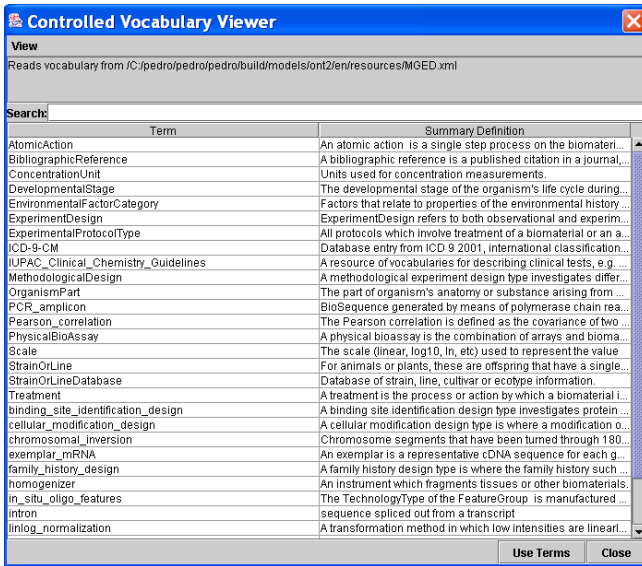 Controlled Vocabulary Viewer
View
Reads vocabulary from /C:/pedro/pedro/pedro/build/models/ont2/en/resources/MGED.xml
Search:
Term Summary Definition
AtomicAction An atomic action is a single step process on the biomateri...
BibliographicReference A bibliographic reference is a published citation in a journal,...
ConcentrationUnit Units used for concentration measurements.
DevelopmentalStage The developmental stage of the organism's life cycle during...
EnvironmentalFactorCategory Factors that relate to properties of the environmental history ...
ExperimentDesign ExperimentDesign refers to both observational and experim...
ExperimentalProtocolType All protocols which involve treatment of a biomaterial or an a...
ICD-9-CM Database entry from ICD 9 2001, international classification...
IUPAC_Clinical_Chemistry_Guidelines A resource of vocabularies for describing clinical tests, e.g. ...
MethodologicalDesign A methodological experiment design type investigates differ...
OrganismPart The part of organism's anatomy or substance arising from ...
PCR_amplicon BioSequence generated by means of polymerase chain rea...
Pearson_correlation The Pearson correlation is defined as the covariance of two ...
PhysicalBioAssay A physical bioassay is the combination of arrays and bioma...
Scale The scale (linear, log10, ln, etc) used to represent the value
StrainOrLine For animals or plants, these are offspring that have a single...
StrainOrLineDatabase Database of strain, line, cultivar or ecotype information.
Treatment A treatment is the process or action by which a biomaterial i...
binding_site_identification_design A binding site identification design type investigates protein ...
cellular_modification_design A cellular modification design type is where a modification o...
chromosomal_inversion Chromosome segments that have been turned through 180...
exemplar_mRNA An exemplar is a representative cDNA sequence for each g...
family_history_design A family history design type is where the family history such ...
homogenizer An instrument which fragments tissues or other biomaterials.
in_situ_oligo_features The TechnologyType of the FeatureGroup is manufactured ...
intron sequence spliced out from a transcript
linlog_normalization A transformation method in which low intensities are linearl...
Use Terms Close